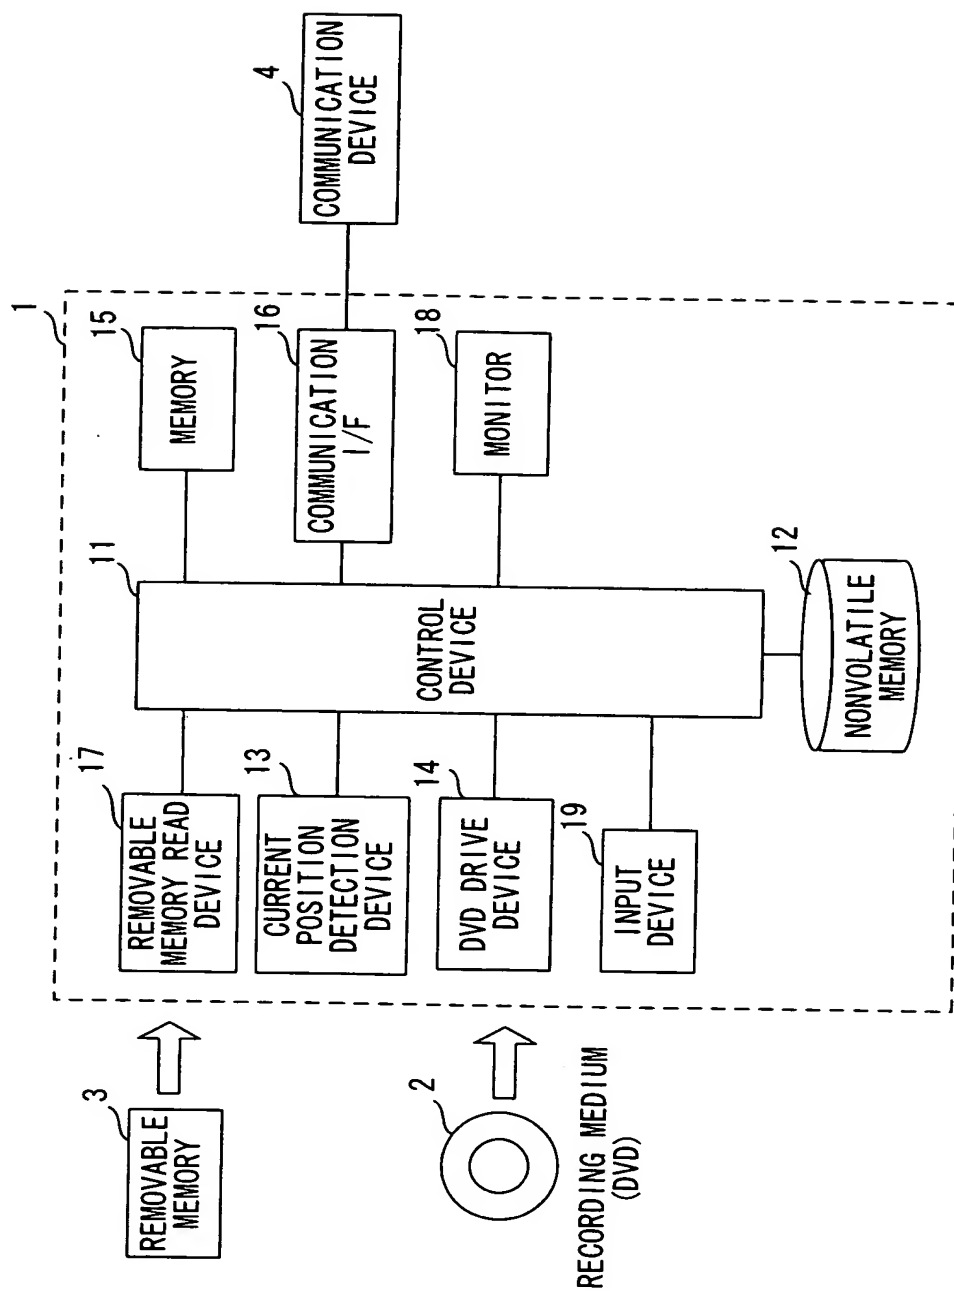 1
3
REMOVABLE
MEMORY
17
REMOVABLE
MEMORY READ
DEVICE
11
CONTROL
DEVICE
15
MEMORY
13
CURRENT
POSITION
DETECTION
DEVICE
16
COMMUNICATION
I/F
4
COMMUNICATION
DEVICE
2
RECORDING MEDIUM
(DVD)
14
DVD DRIVE
DEVICE
18
MONITOR
19
INPUT
DEVICE
12
NONVOLATILE
MEMORY